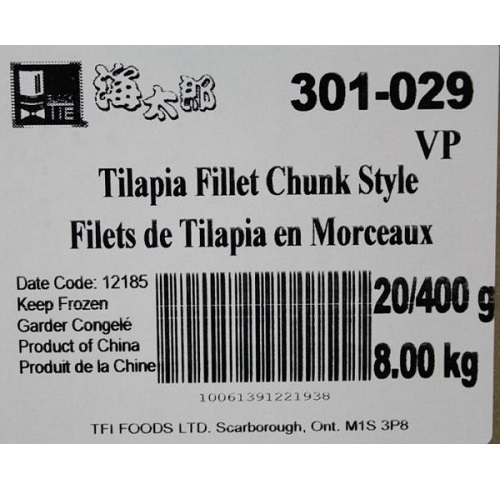 海太郎
301-029
VP
Tilapia Fillet Chunk Style
Filets de Tilapia en Morceaux
Date Code: 12185
Keep Frozen
Garder Congelé
Product of China
Produit de la Chine
20/400 g
8.00 kg
10061391221938
TFI FOODS LTD. Scarborough, Ont. M1S 3P8